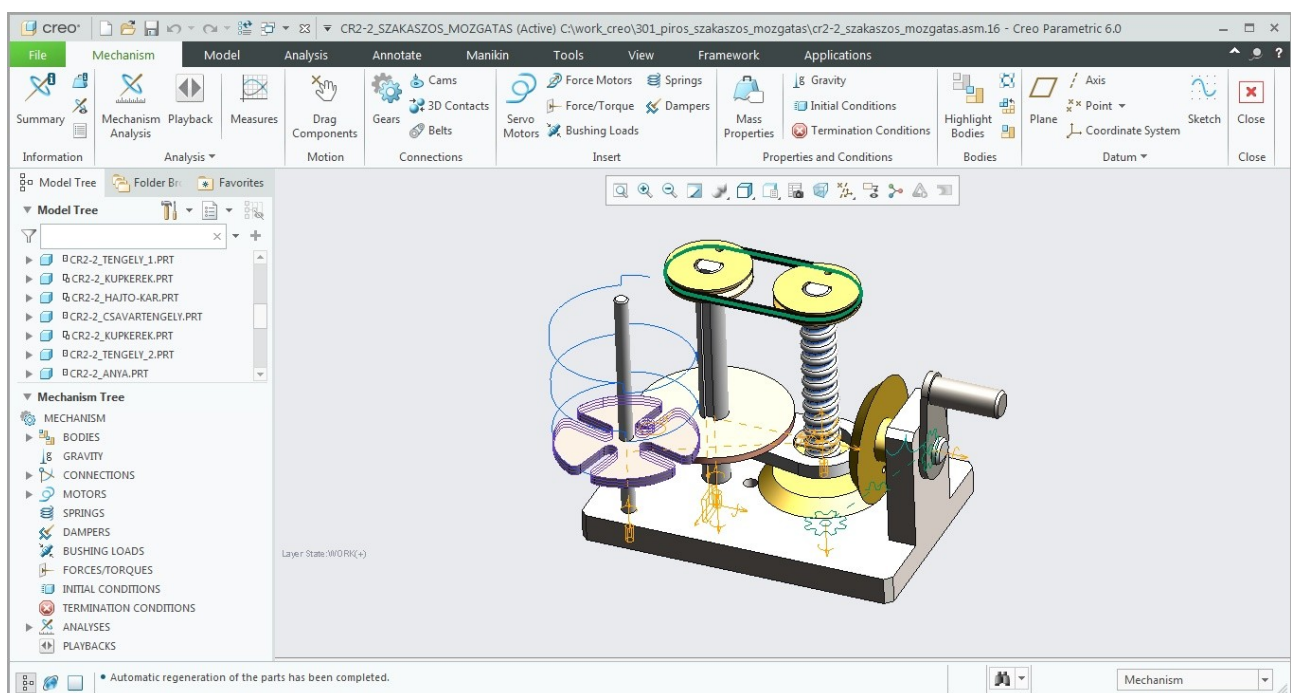 creo· CR2-2_SZAKASZOS_MOZGATAS (Active) C:\work_creo\301_piros_szakaszos_mozgatas\cr2-2_szakaszos_mozgatas.asm.16 - Creo Parametric 6.0
File Mechanism Model Analysis Annotate Manikin Tools View Framework Applications
Cams Force Motors Springs Gravity Axis
3D Contacts Force/Torque Dampers Initial Conditions Point
Belts Bushing Loads Termination Conditions Coordinate System
Summary Mechanism Analysis Playback Measures Drag Components Gears Servo Motors Mass Properties Highlight Bodies Plane Sketch Close
Information Analysis Motion Connections Insert Properties and Conditions Bodies Datum Close
Model Tree Folder Br Favorites
Model Tree
CR2-2_TENGELY_1.PRT
CR2-2_KUPKEREK.PRT
CR2-2_HAJTO-KAR.PRT
CR2-2_CSAVARTENGELY.PRT
CR2-2_KUPKEREK.PRT
CR2-2_TENGELY_2.PRT
CR2-2_ANYA.PRT
Mechanism Tree
MECHANISM
BODIES
GRAVITY
CONNECTIONS
MOTORS
SPRINGS
DAMPERS
BUSHING LOADS
FORCES/TORQUES
INITIAL CONDITIONS
TERMINATION CONDITIONS
ANALYSES
PLAYBACKS
Layer State:WORK(+)
• Automatic regeneration of the parts has been completed.
Mechanism